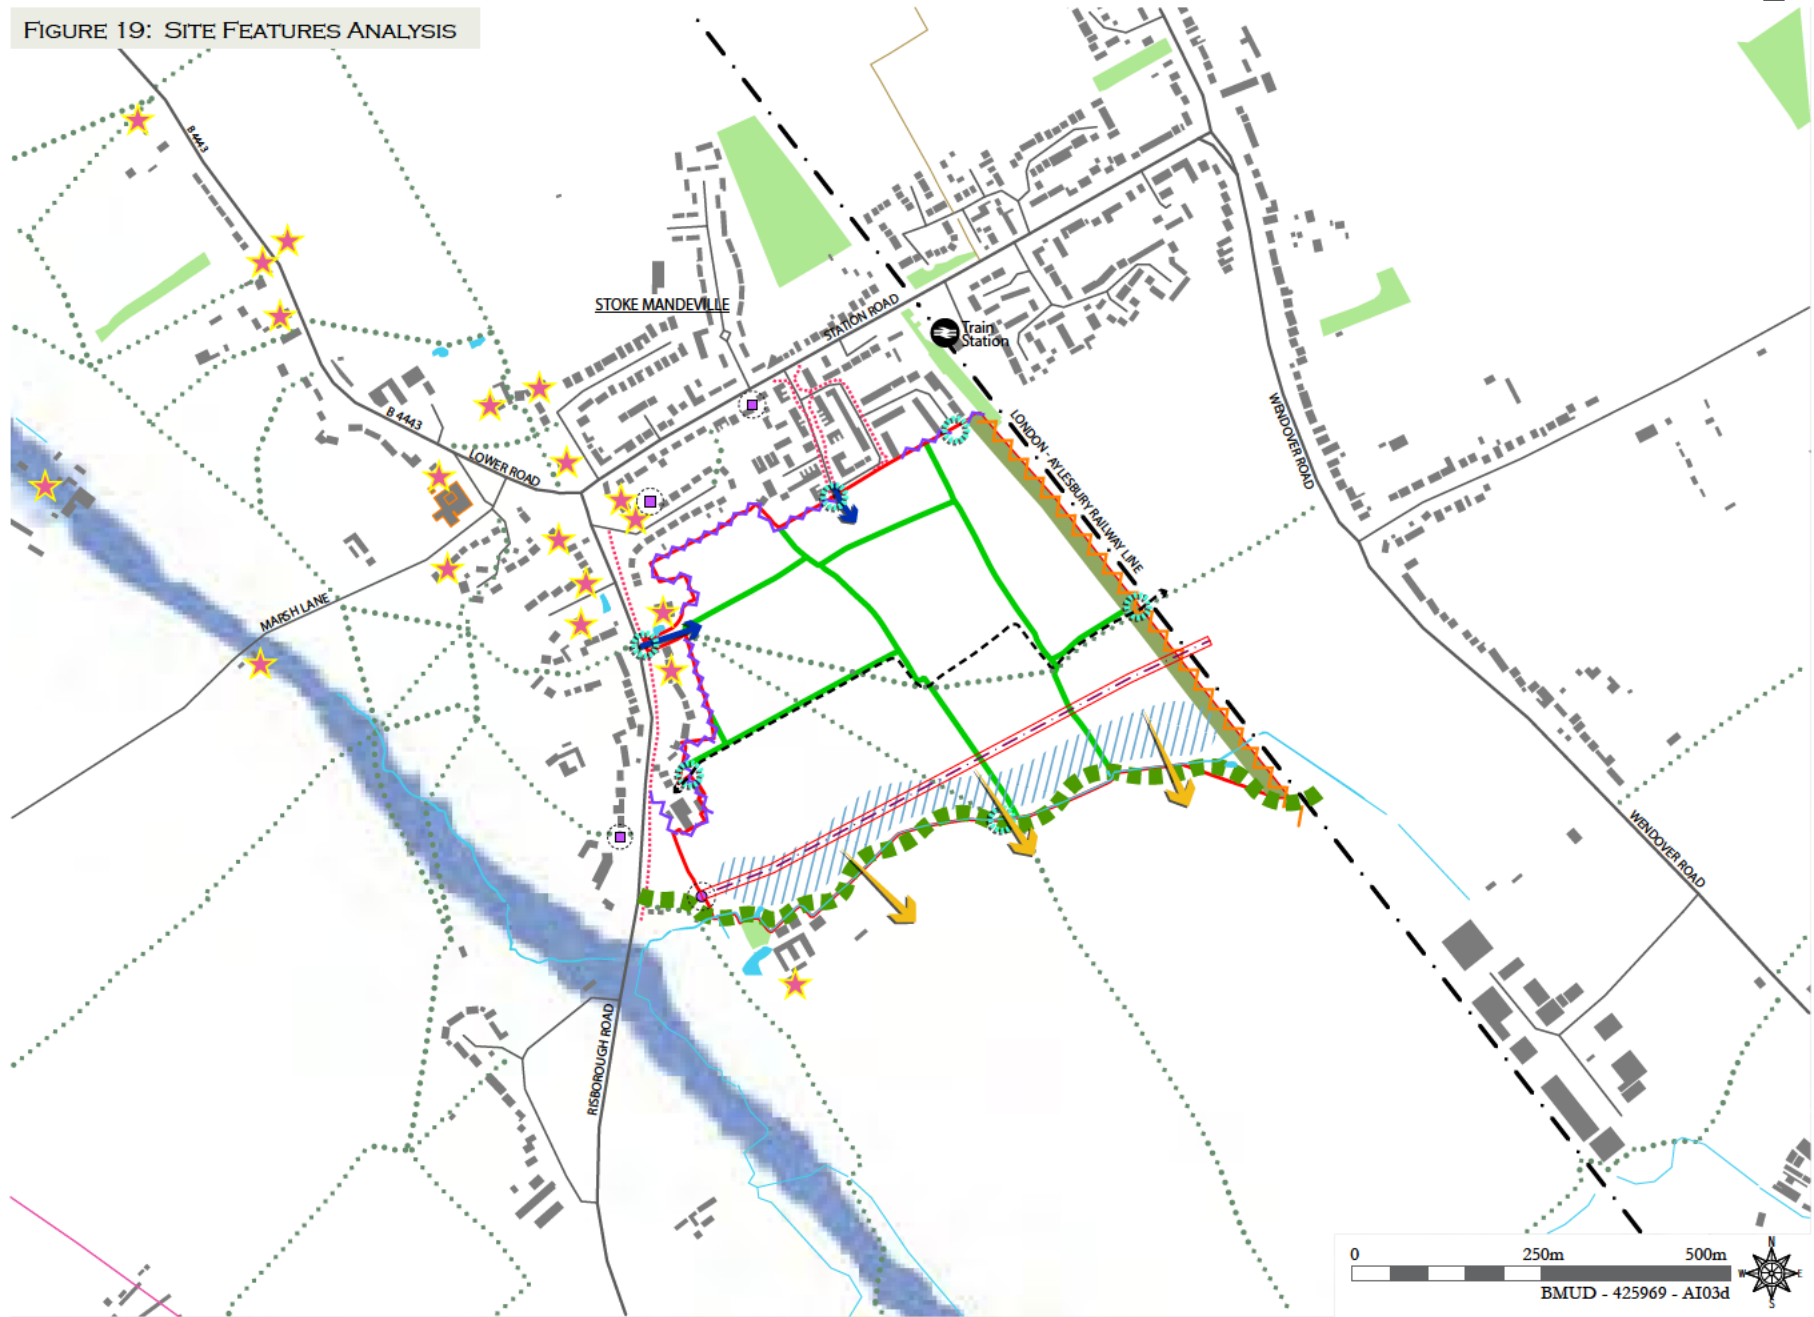 FIGURE 19: SITE FEATURES ANALYSIS
B4443
STOKE MANDEVILLE
STATION ROAD
Train
Station
B 4443
LOWER ROAD
LONDON - AYLESBURY RAILWAY LINE
WENDOVER ROAD
MARSH LANE
WENDOVER ROAD
RISBOROUGH ROAD
0 250m 500m
N
W E
S
BMUD - 425969 - AI03d